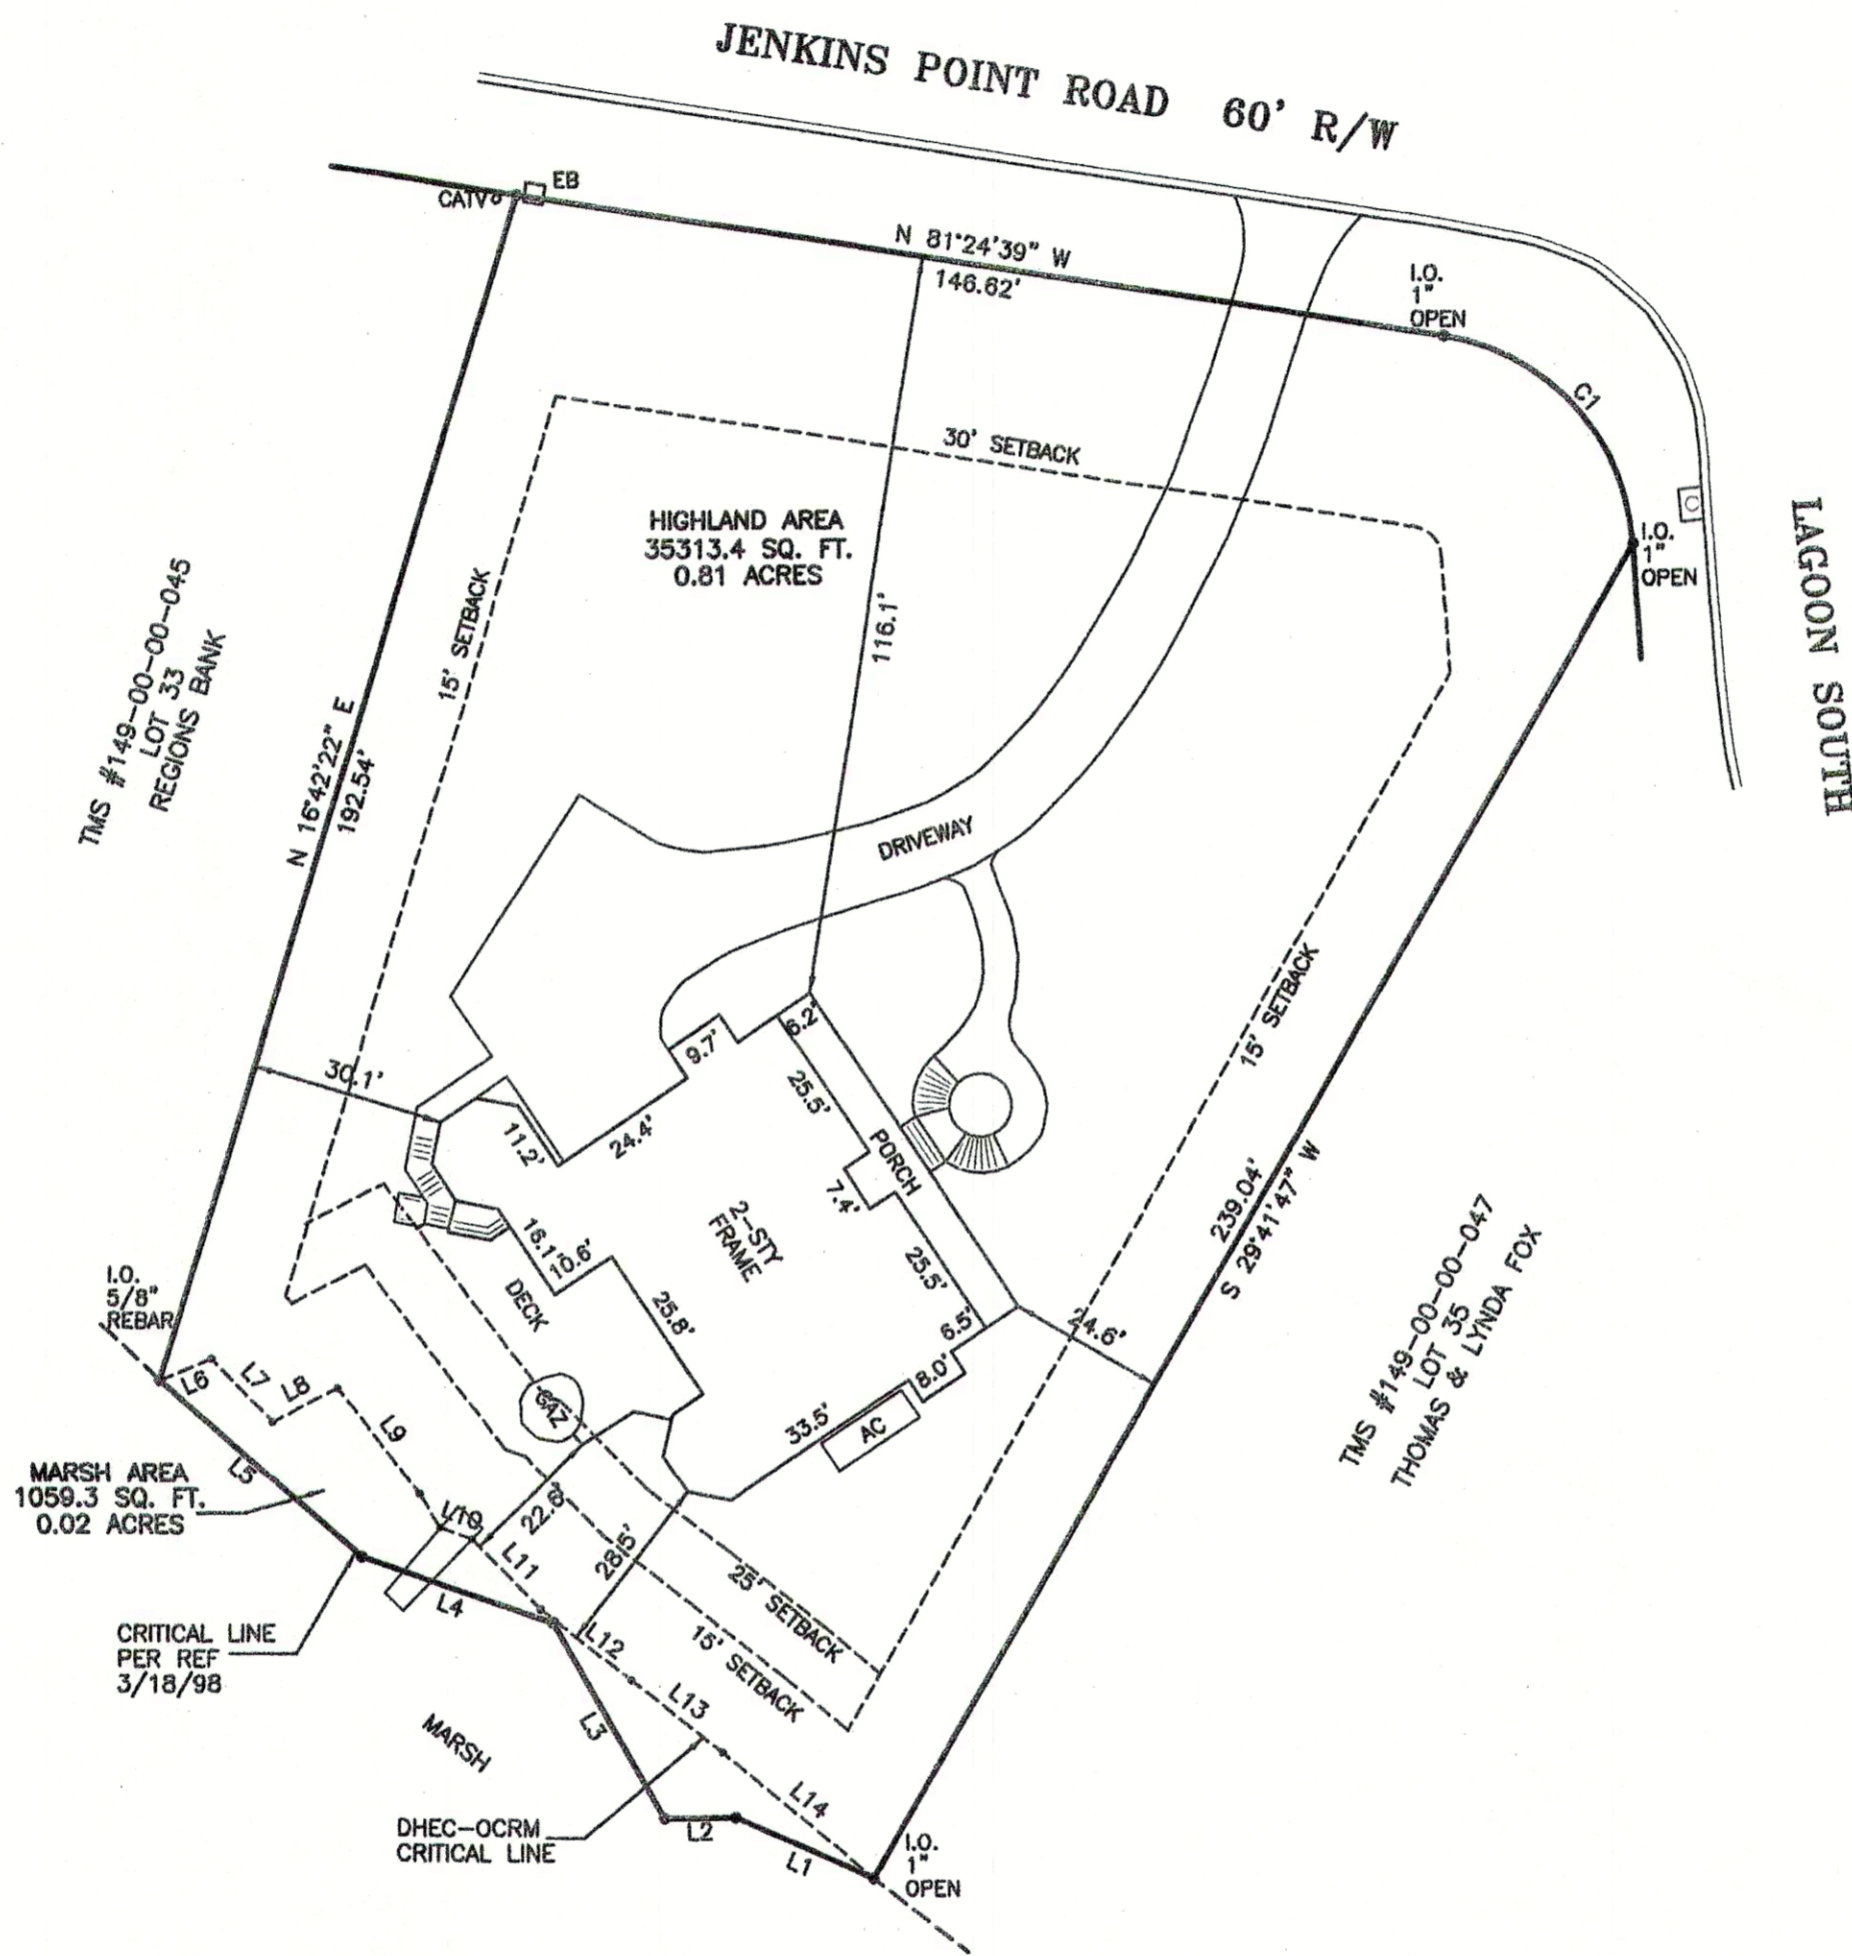 JENKINS POINT ROAD 60' R/W
EB
CATV
N 81°24'39" W
146.62'
I.O.
1"
OPEN
C1
30' SETBACK
HIGHLAND AREA
35313.4 SQ. FT.
0.81 ACRES
I.O.
1"
OPEN
LAGOON SOUTH
TMS #149-00-00-045
LOT 33
REGIONS BANK
15' SETBACK
116.1'
N 16°42'22" E
192.54'
DRIVEWAY
15' SETBACK
30.1'
9.7'
6.2'
25.5'
11.2'
24.4'
PORCH
7.4'
2-STY
FRAME
25.5'
239.04'
S 29°41'47" W
TMS #149-00-00-047
LOT 35
THOMAS & LYNDA FOX
16.1'
10.6'
DECK
25.8'
6.5'
24.6'
I.O.
5/8"
REBAR
L6
L7
L8
L9
GAZ
8.0'
33.5'
AC
MARSH AREA
1059.3 SQ. FT.
0.02 ACRES
L5
L10
22.6'
L11
28.5'
25' SETBACK
L4
CRITICAL LINE
PER REF
3/18/98
L12
15' SETBACK
L13
L3
MARSH
L14
DHEC-OCRM
CRITICAL LINE
L2
L1
I.O.
1"
OPEN